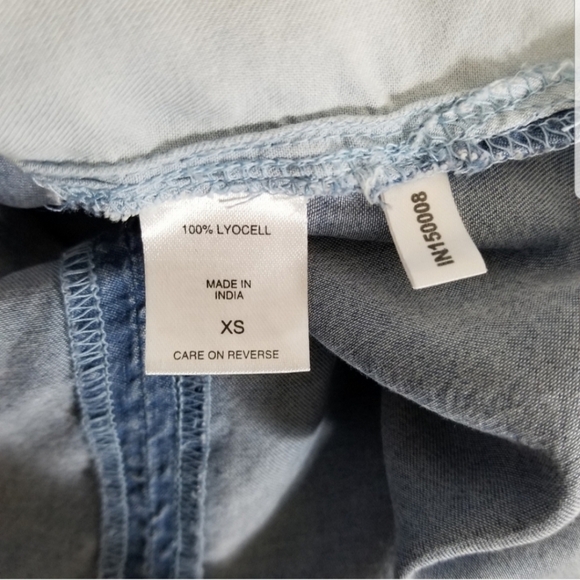 100% LYOCELL
MADE IN
INDIA
XS
CARE ON REVERSE
IN150008